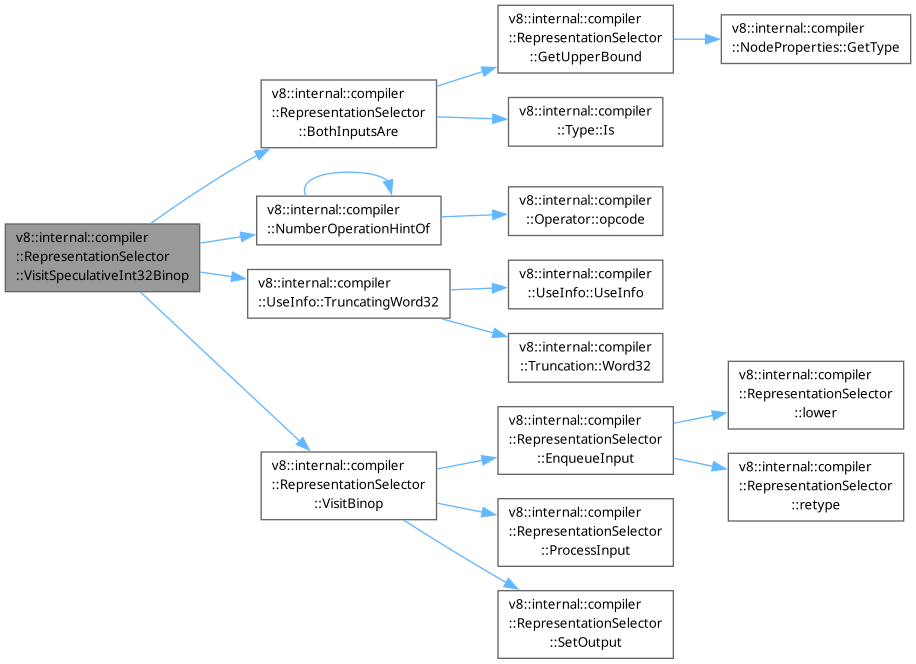 v8::internal::compiler
::RepresentationSelector
::VisitSpeculativeInt32Binop
v8::internal::compiler
::RepresentationSelector
::BothInputsAre
v8::internal::compiler
::RepresentationSelector
::GetUpperBound
v8::internal::compiler
::NodeProperties::GetType
v8::internal::compiler
::Type::Is
v8::internal::compiler
::NumberOperationHintOf
v8::internal::compiler
::Operator::opcode
v8::internal::compiler
::UseInfo::TruncatingWord32
v8::internal::compiler
::UseInfo::UseInfo
v8::internal::compiler
::Truncation::Word32
v8::internal::compiler
::RepresentationSelector
::VisitBinop
v8::internal::compiler
::RepresentationSelector
::EnqueueInput
v8::internal::compiler
::RepresentationSelector
::lower
v8::internal::compiler
::RepresentationSelector
::retype
v8::internal::compiler
::RepresentationSelector
::ProcessInput
v8::internal::compiler
::RepresentationSelector
::SetOutput